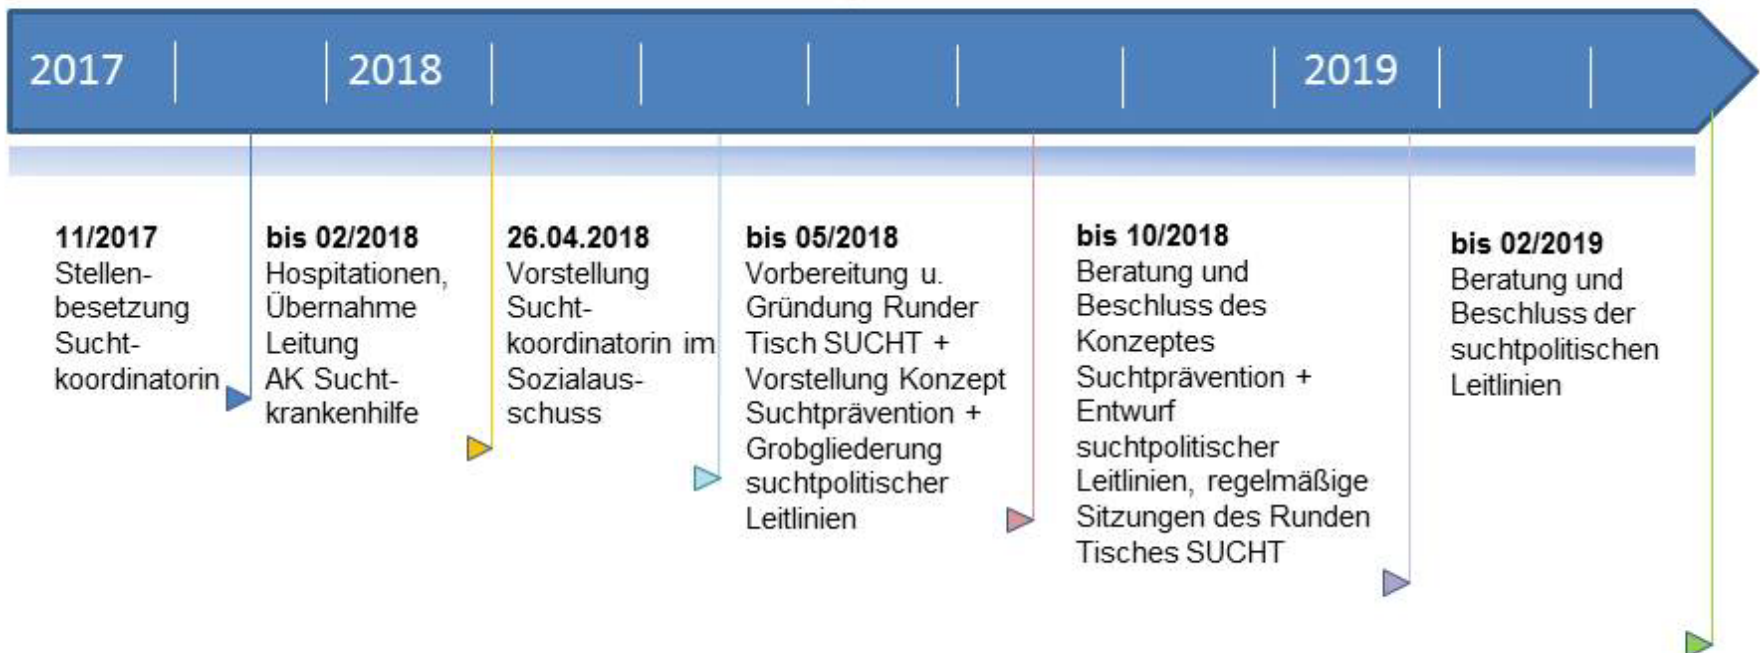 2017
2018
2019
11/2017
Stellen-
besetzung
Sucht-
koordinatorin
bis 02/2018
Hospitationen,
Übernahme
Leitung
AK Sucht-
krankenhilfe
26.04.2018
Vorstellung
Sucht-
koordinatorin im
Sozialaus-
schuss
bis 05/2018
Vorbereitung u.
Gründung Runder
Tisch SUCHT +
Vorstellung Konzept
Suchtprävention +
Grobgliederung
suchtpolitischer
Leitlinien
bis 10/2018
Beratung und
Beschluss des
Konzeptes
Suchtprävention +
Entwurf
suchtpolitischer
Leitlinien, regelmäßige
Sitzungen des Runden
Tisches SUCHT
bis 02/2019
Beratung und
Beschluss der
suchtpolitischen
Leitlinien